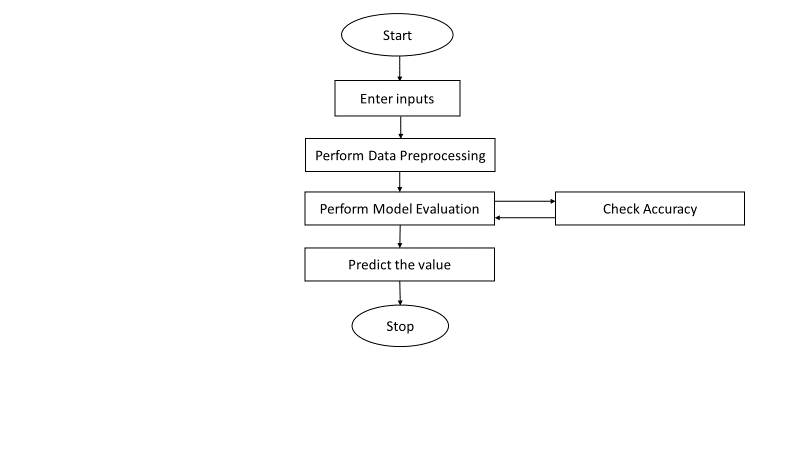 Start
Enter inputs
Perform Data Preprocessing
Perform Model Evaluation
Check Accuracy
Predict the value
Stop